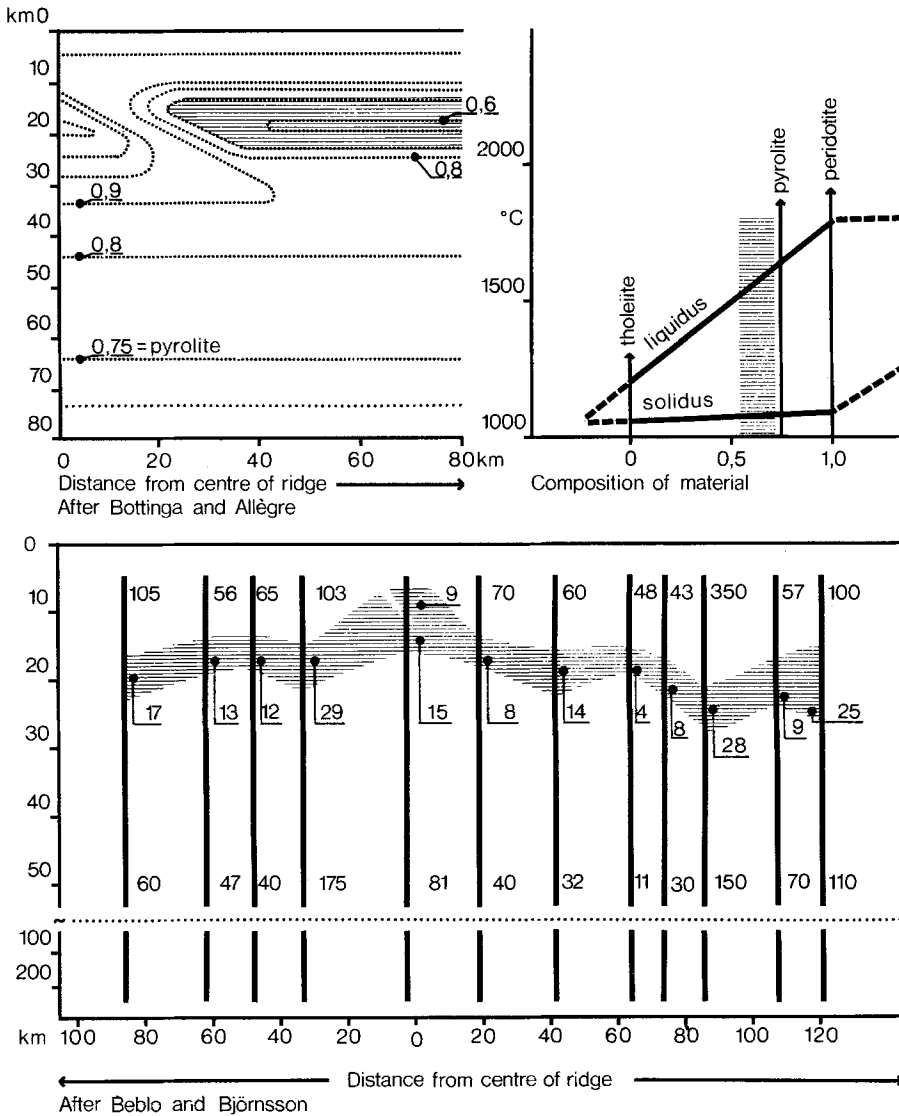 km0
10
20
30
40
50
60
70
80
0,6
0,8
0,9
0,8
0,75 = pyrolite
0 20 40 60 80 km
Distance from centre of ridge
After Bottinga and Allègre
2000
°C
1500
1000
tholeiite
liquidus
solidus
pyrolite
peridotite
0 0,5 1,0
Composition of material
0
10
20
30
40
50
~
100
200
105 56 65 103 9 70 60 48 43 350 57 100
17 13 12 29 15 8 14 4 8 28 9 25
60 47 40 175 81 40 32 11 30 150 70 110
km 100 80 60 40 20 0 20 40 60 80 100 120
Distance from centre of ridge
After Beblo and Björnsson